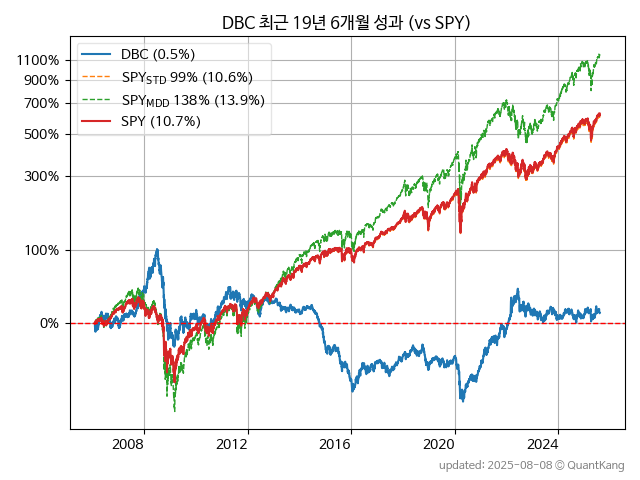 DBC 최근 19년 6개월 성과 (vs SPY)
DBC (0.5%)
SPY_STD 99% (10.6%)
SPY_MDD 138% (13.9%)
SPY (10.7%)
1100%
900%
700%
500%
300%
100%
0%
2008 2012 2016 2020 2024
updated: 2025-08-08 © QuantKang